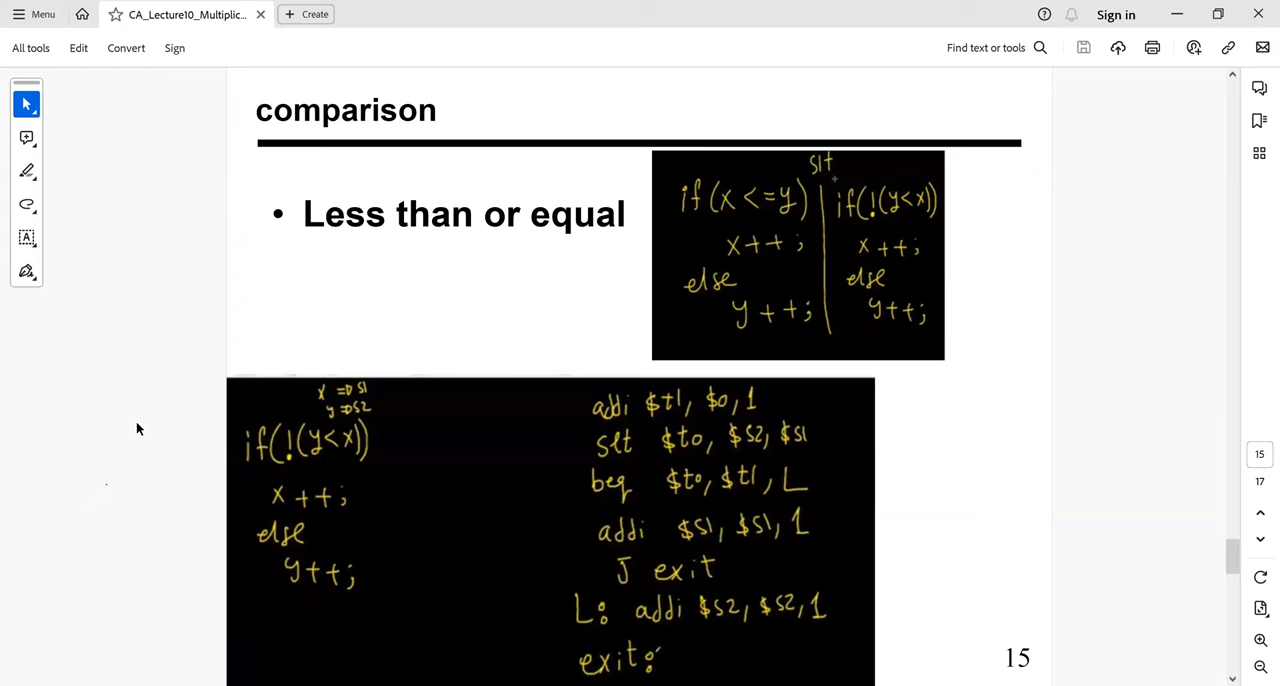 Menu
CA_Lecture10_Multiplic...
Create
Sign in
All tools
Edit
Convert
Sign
Find text or tools
comparison
• Less than or equal
slt
if(x<=y)
x++;
else
y++;
if(!(y<x))
x++;
else
y++;
x => S1
y => S2
if(!(y<x))
x++;
else
y++;
addi $t1, $0, 1
slt $t0, $S2, $S1
beq $t0, $t1, L
addi $S1, $S1, 1
J exit
L: addi $S2, $S2, 1
exit:
15
15
17